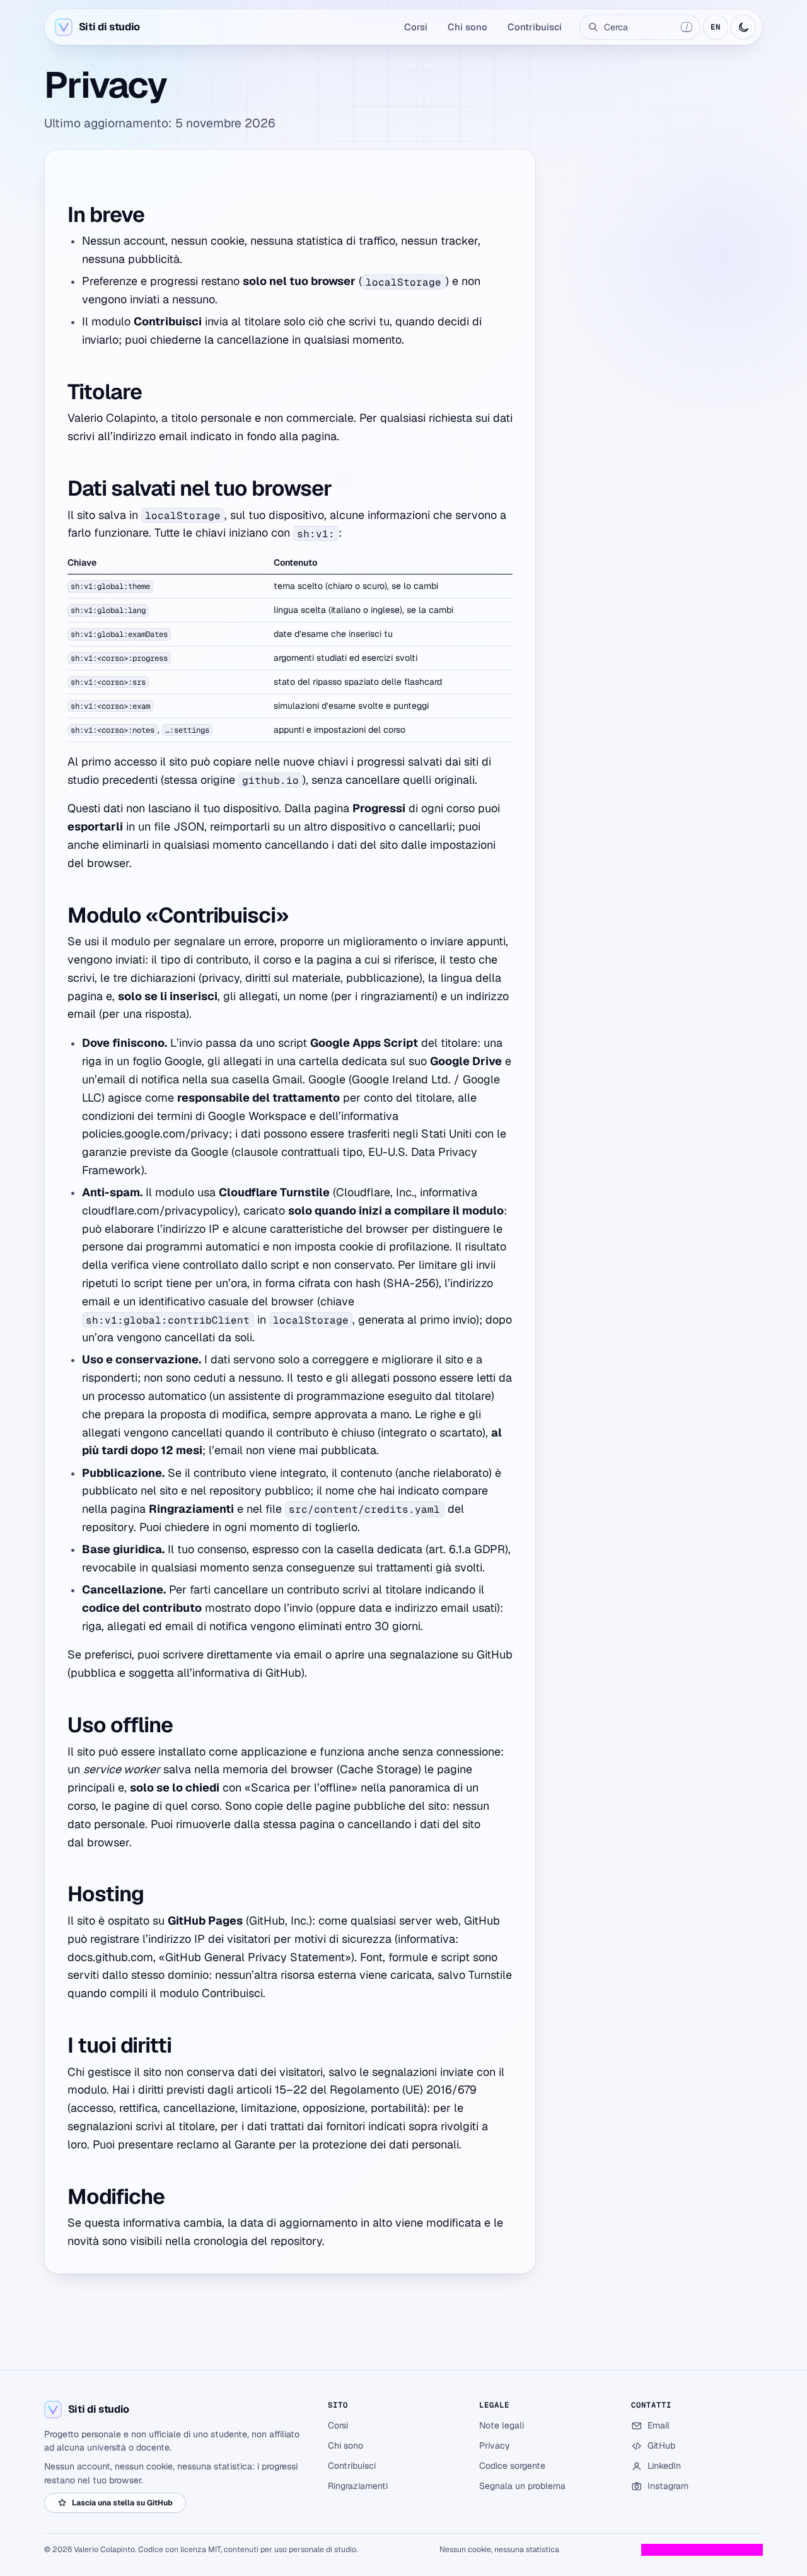 Siti di studio
Corsi
Chi sono
Contribuisci
Cerca
/
EN
Privacy
Ultimo aggiornamento: 5 novembre 2026
In breve
• Nessun account, nessun cookie, nessuna statistica di traffico, nessun tracker,
nessuna pubblicità.
• Preferenze e progressi restano solo nel tuo browser (localStorage) e non
vengono inviati a nessuno.
• Il modulo Contribuisci invia al titolare solo ciò che scrivi tu, quando decidi di
inviarlo; puoi chiederne la cancellazione in qualsiasi momento.
Titolare
Valerio Colapinto, a titolo personale e non commerciale. Per qualsiasi richiesta sui dati
scrivi all’indirizzo email indicato in fondo alla pagina.
Dati salvati nel tuo browser
Il sito salva in localStorage, sul tuo dispositivo, alcune informazioni che servono a
farlo funzionare. Tutte le chiavi iniziano con sh:v1::
Chiave Contenuto
sh:v1:global:theme tema scelto (chiaro o scuro), se lo cambi
sh:v1:global:lang lingua scelta (italiano o inglese), se la cambi
sh:v1:global:examDates date d’esame che inserisci tu
sh:v1:<corso>:progress argomenti studiati ed esercizi svolti
sh:v1:<corso>:srs stato del ripasso spaziato delle flashcard
sh:v1:<corso>:exam simulazioni d’esame svolte e punteggi
sh:v1:<corso>:notes, …:settings appunti e impostazioni del corso
Al primo accesso il sito può copiare nelle nuove chiavi i progressi salvati dai siti di
studio precedenti (stessa origine github.io), senza cancellare quelli originali.
Questi dati non lasciano il tuo dispositivo. Dalla pagina Progressi di ogni corso puoi
esportarli in un file JSON, reimportarli su un altro dispositivo o cancellarli; puoi
anche eliminarli in qualsiasi momento cancellando i dati del sito dalle impostazioni
del browser.
Modulo «Contribuisci»
Se usi il modulo per segnalare un errore, proporre un miglioramento o inviare appunti,
vengono inviati: il tipo di contributo, il corso e la pagina a cui si riferisce, il testo che
scrivi, le tre dichiarazioni (privacy, diritti sul materiale, pubblicazione), la lingua della
pagina e, solo se li inserisci, gli allegati, un nome (per i ringraziamenti) e un indirizzo
email (per una risposta).
• Dove finiscono. L’invio passa da uno script Google Apps Script del titolare: una
riga in un foglio Google, gli allegati in una cartella dedicata sul suo Google Drive e
un’email di notifica nella sua casella Gmail. Google (Google Ireland Ltd. / Google
LLC) agisce come responsabile del trattamento per conto del titolare, alle
condizioni dei termini di Google Workspace e dell’informativa
policies.google.com/privacy; i dati possono essere trasferiti negli Stati Uniti con le
garanzie previste da Google (clausole contrattuali tipo, EU-U.S. Data Privacy
Framework).
• Anti-spam. Il modulo usa Cloudflare Turnstile (Cloudflare, Inc., informativa
cloudflare.com/privacypolicy), caricato solo quando inizi a compilare il modulo:
può elaborare l’indirizzo IP e alcune caratteristiche del browser per distinguere le
persone dai programmi automatici e non imposta cookie di profilazione. Il risultato
della verifica viene controllato dallo script e non conservato. Per limitare gli invii
ripetuti lo script tiene per un’ora, in forma cifrata con hash (SHA-256), l’indirizzo
email e un identificativo casuale del browser (chiave
sh:v1:global:contribClient in localStorage, generata al primo invio); dopo
un’ora vengono cancellati da soli.
• Uso e conservazione. I dati servono solo a correggere e migliorare il sito e a
risponderti; non sono ceduti a nessuno. Il testo e gli allegati possono essere letti da
un processo automatico (un assistente di programmazione eseguito dal titolare)
che prepara la proposta di modifica, sempre approvata a mano. Le righe e gli
allegati vengono cancellati quando il contributo è chiuso (integrato o scartato), al
più tardi dopo 12 mesi; l’email non viene mai pubblicata.
• Pubblicazione. Se il contributo viene integrato, il contenuto (anche rielaborato) è
pubblicato nel sito e nel repository pubblico; il nome che hai indicato compare
nella pagina Ringraziamenti e nel file src/content/credits.yaml del
repository. Puoi chiedere in ogni momento di toglierlo.
• Base giuridica. Il tuo consenso, espresso con la casella dedicata (art. 6.1.a GDPR),
revocabile in qualsiasi momento senza conseguenze sui trattamenti già svolti.
• Cancellazione. Per farti cancellare un contributo scrivi al titolare indicando il
codice del contributo mostrato dopo l’invio (oppure data e indirizzo email usati):
riga, allegati ed email di notifica vengono eliminati entro 30 giorni.
Se preferisci, puoi scrivere direttamente via email o aprire una segnalazione su GitHub
(pubblica e soggetta all’informativa di GitHub).
Uso offline
Il sito può essere installato come applicazione e funziona anche senza connessione:
un service worker salva nella memoria del browser (Cache Storage) le pagine
principali e, solo se lo chiedi con «Scarica per l’offline» nella panoramica di un
corso, le pagine di quel corso. Sono copie delle pagine pubbliche del sito: nessun
dato personale. Puoi rimuoverle dalla stessa pagina o cancellando i dati del sito
dal browser.
Hosting
Il sito è ospitato su GitHub Pages (GitHub, Inc.): come qualsiasi server web, GitHub
può registrare l’indirizzo IP dei visitatori per motivi di sicurezza (informativa:
docs.github.com, «GitHub General Privacy Statement»). Font, formule e script sono
serviti dallo stesso dominio: nessun’altra risorsa esterna viene caricata, salvo Turnstile
quando compili il modulo Contribuisci.
I tuoi diritti
Chi gestisce il sito non conserva dati dei visitatori, salvo le segnalazioni inviate con il
modulo. Hai i diritti previsti dagli articoli 15–22 del Regolamento (UE) 2016/679
(accesso, rettifica, cancellazione, limitazione, opposizione, portabilità): per le
segnalazioni scrivi al titolare, per i dati trattati dai fornitori indicati sopra rivolgiti a
loro. Puoi presentare reclamo al Garante per la protezione dei dati personali.
Modifiche
Se questa informativa cambia, la data di aggiornamento in alto viene modificata e le
novità sono visibili nella cronologia del repository.
Siti di studio
Progetto personale e non ufficiale di uno studente, non affiliato
ad alcuna università o docente.
Nessun account, nessun cookie, nessuna statistica: i progressi
restano nel tuo browser.
Lascia una stella su GitHub
SITO
Corsi
Chi sono
Contribuisci
Ringraziamenti
LEGALE
Note legali
Privacy
Codice sorgente
Segnala un problema
CONTATTI
Email
GitHub
LinkedIn
Instagram
© 2026 Valerio Colapinto. Codice con licenza MIT, contenuti per uso personale di studio.
Nessun cookie, nessuna statistica